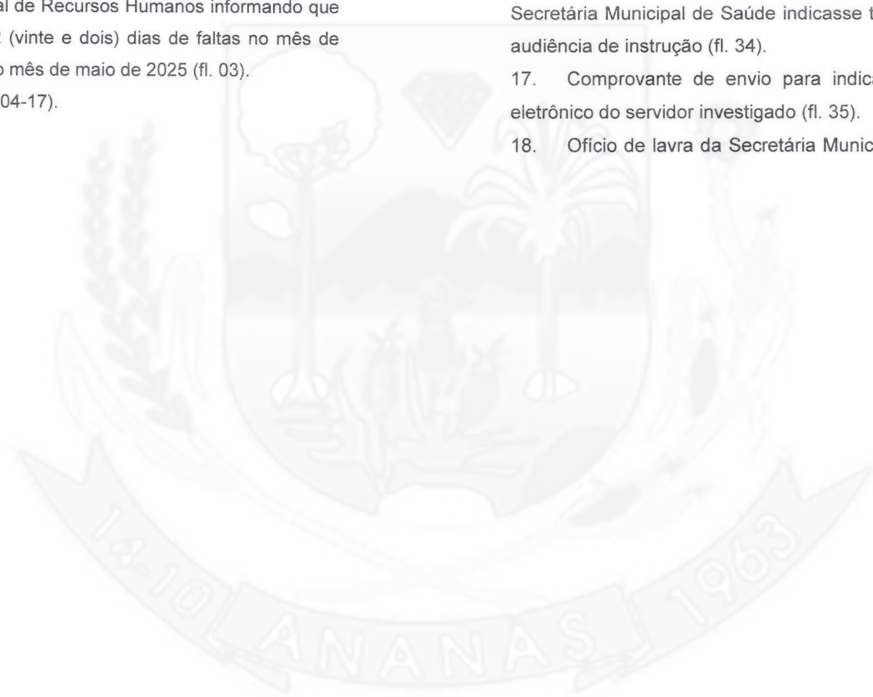 al de Recursos Humanos informando que
(vinte e dois) dias de faltas no mês de
o mês de maio de 2025 (fl. 03).
04-17).
Secretária Municipal de Saúde indicasse t
audiência de instrução (fl. 34).
17. Comprovante de envio para indic
eletrônico do servidor investigado (fl. 35).
18. Ofício de lavra da Secretária Munic
14-10 ANANAS 1963